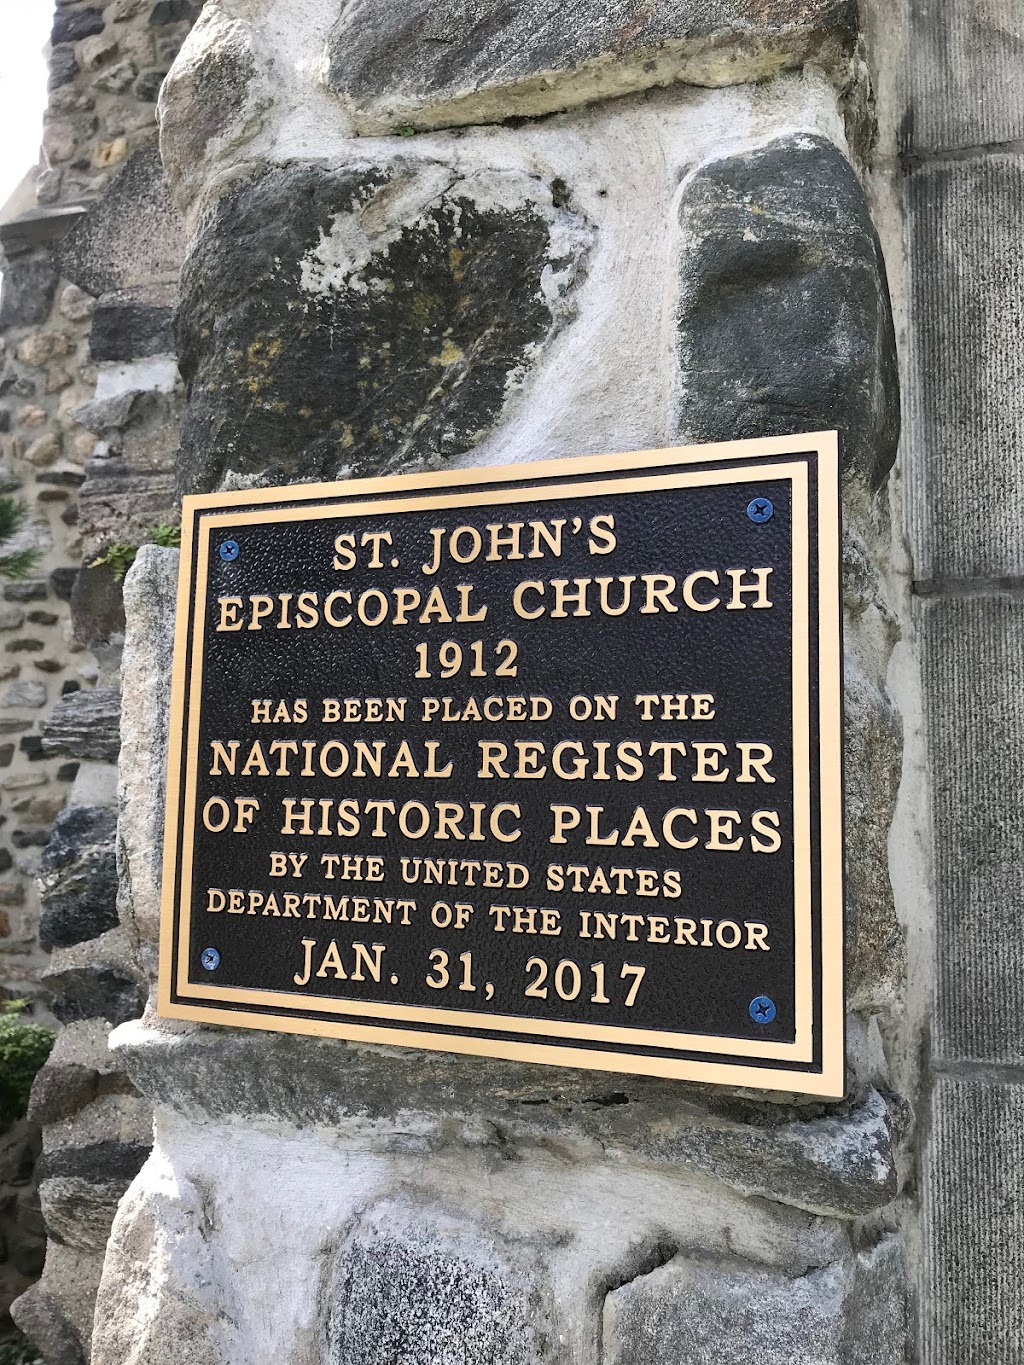 ST. JOHN'S
EPISCOPAL CHURCH
1912
HAS BEEN PLACED ON THE
NATIONAL REGISTER
OF HISTORIC PLACES
BY THE UNITED STATES
DEPARTMENT OF THE INTERIOR
JAN. 31, 2017